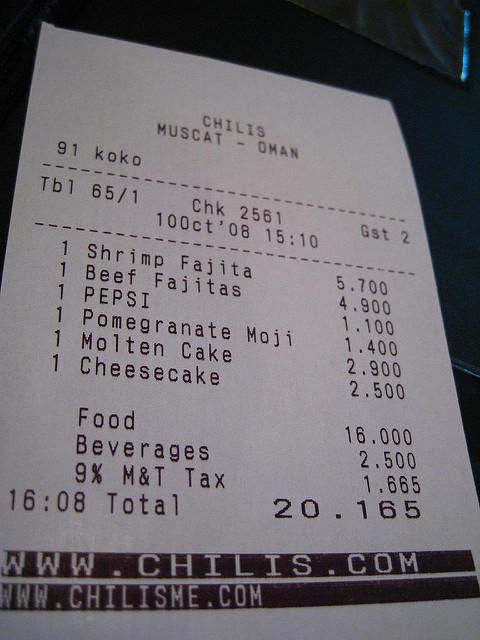 CHILIS
MUSCAT - OMAN
91 koko
Tbl 65/1 Chk 2561 Gst 2
10Oct'08 15:10
1 Shrimp Fajita 5.700
1 Beef Fajitas 4.900
1 PEPSI 1.100
1 Pomegranate Moji 1.400
1 Molten Cake 2.900
1 Cheesecake 2.500
Food 16.000
Beverages 2.500
9% M&T Tax 1.665
16:08 Total 20.165
WWW.CHILIS.COM
WWW.CHILISME.COM